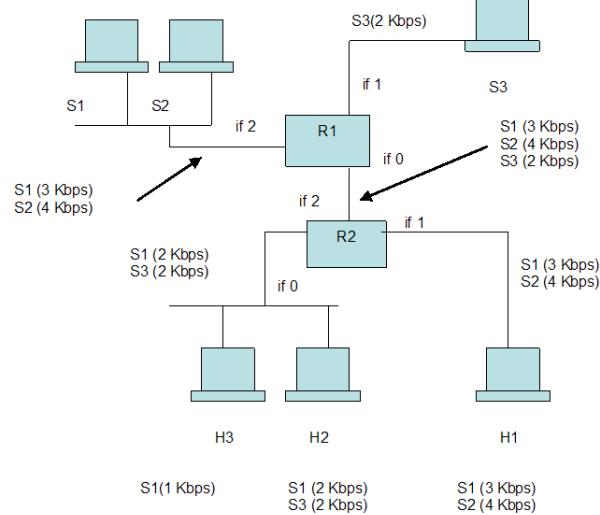 S3(2 Kbps)
if 1
S3
S1
S2
if 2
R1
if 0
S1 (3 Kbps)
S2 (4 Kbps)
S3 (2 Kbps)
S1 (3 Kbps)
S2 (4 Kbps)
if 2
R2
if 1
S1 (2 Kbps)
S3 (2 Kbps)
if 0
S1 (3 Kbps)
S2 (4 Kbps)
H3
H2
H1
S1(1 Kbps)
S1 (2 Kbps)
S3 (2 Kbps)
S1 (3 Kbps)
S2 (4 Kbps)